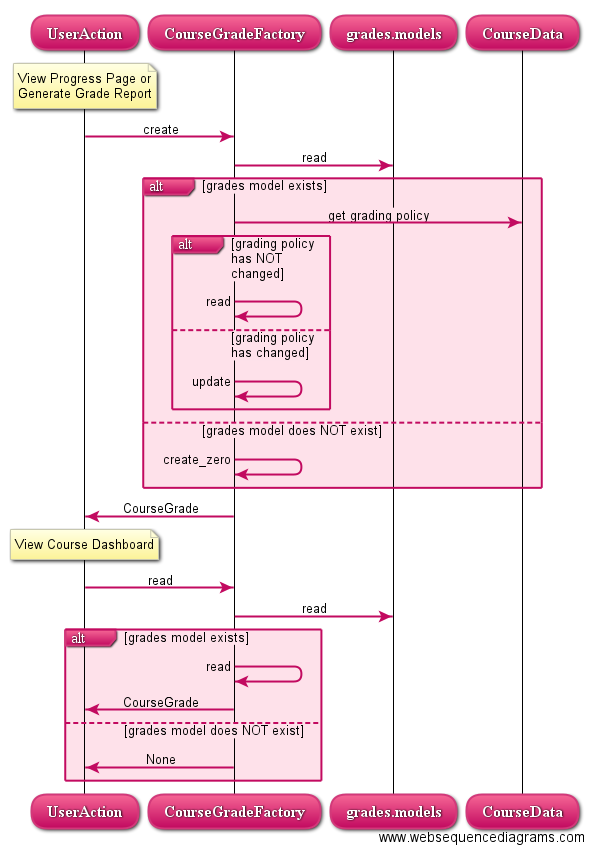 UserAction
CourseGradeFactory
grades.models
CourseData
View Progress Page or
Generate Grade Report
create
read
alt
[grades model exists]
get grading policy
alt
[grading policy
has NOT
changed]
read
[grading policy
has changed]
update
[grades model does NOT exist]
create_zero
CourseGrade
View Course Dashboard
read
read
alt
[grades model exists]
read
CourseGrade
[grades model does NOT exist]
None
UserAction
CourseGradeFactory
grades.models
CourseData
www.websequencediagrams.com